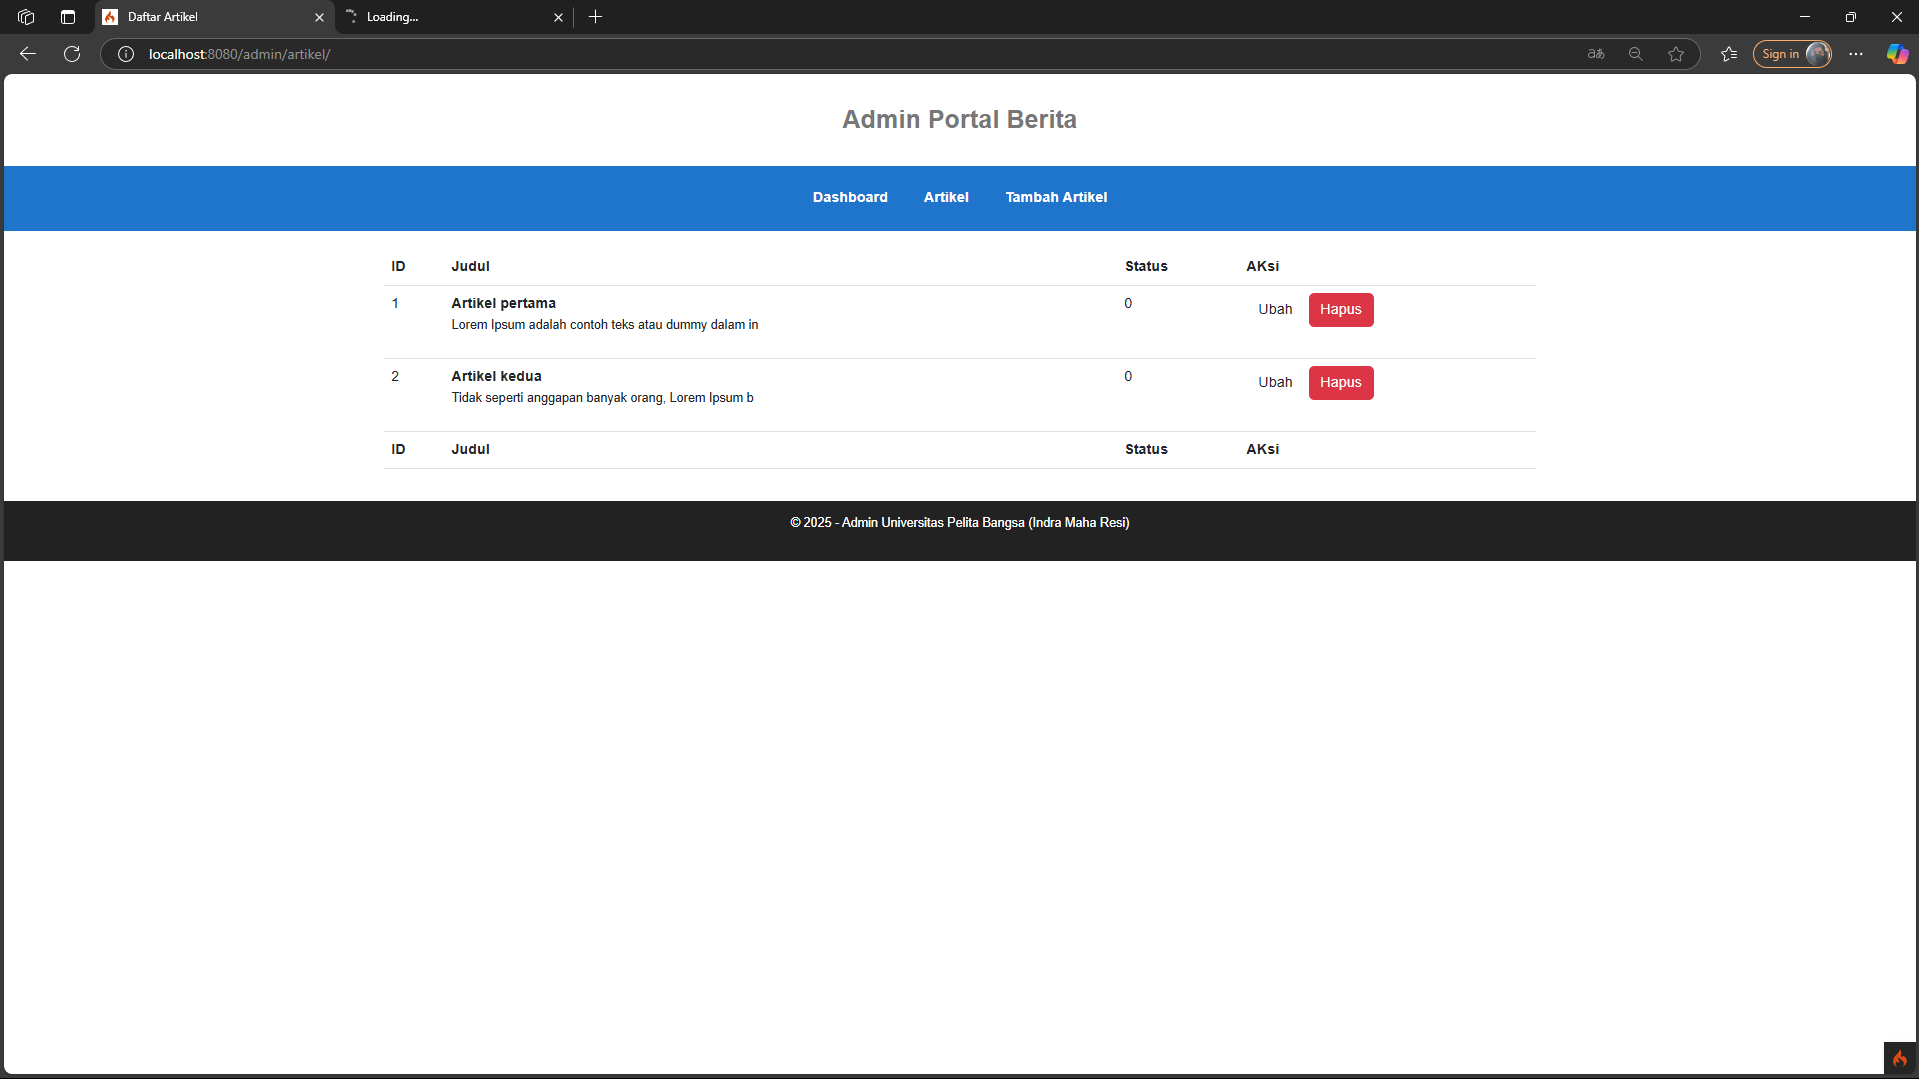 Daftar Artikel
Loading...
localhost:8080/admin/artikel/
aあ
Sign in
Admin Portal Berita
Dashboard Artikel Tambah Artikel
ID Judul Status AKsi
1 Artikel pertama 0 Ubah Hapus
Lorem Ipsum adalah contoh teks atau dummy dalam in
2 Artikel kedua 0 Ubah Hapus
Tidak seperti anggapan banyak orang, Lorem Ipsum b
ID Judul Status AKsi
© 2025 - Admin Universitas Pelita Bangsa (Indra Maha Resi)